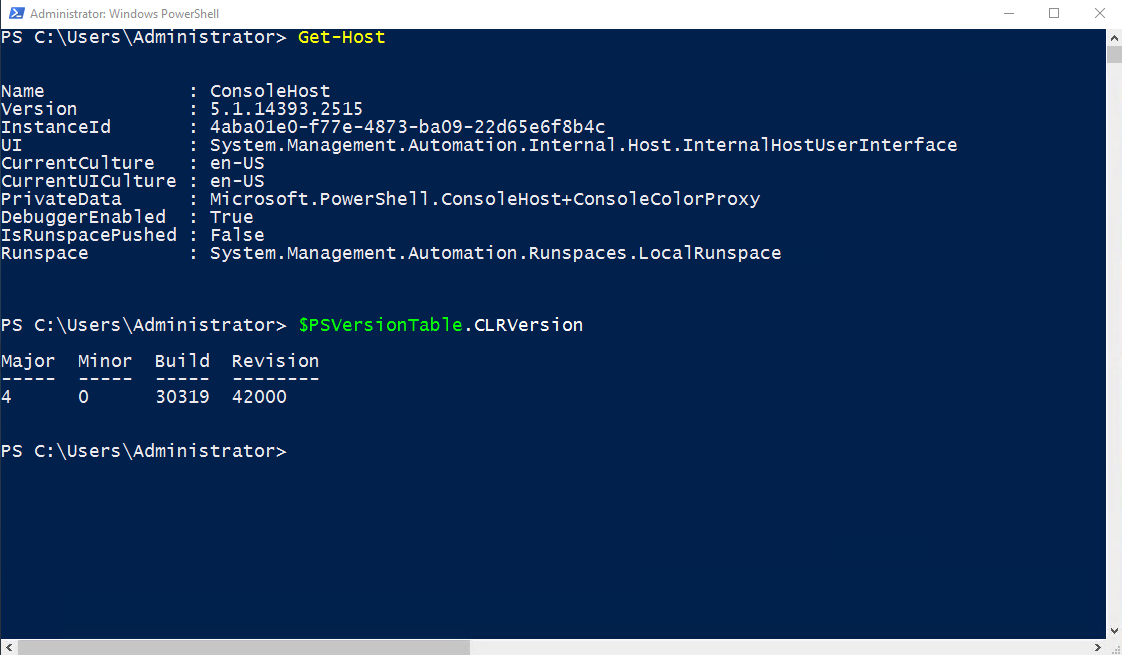 Administrator: Windows PowerShell
PS C:\Users\Administrator> Get-Host
Name             : ConsoleHost
Version          : 5.1.14393.2515
InstanceId       : 4aba01e0-f77e-4873-ba09-22d65e6f8b4c
UI               : System.Management.Automation.Internal.Host.InternalHostUserInterface
CurrentCulture   : en-US
CurrentUICulture : en-US
PrivateData      : Microsoft.PowerShell.ConsoleHost+ConsoleColorProxy
DebuggerEnabled  : True
IsRunspacePushed : False
Runspace         : System.Management.Automation.Runspaces.LocalRunspace
PS C:\Users\Administrator> $PSVersionTable.CLRVersion
Major  Minor  Build  Revision
-----  -----  -----  --------
4      0      30319  42000
PS C:\Users\Administrator>